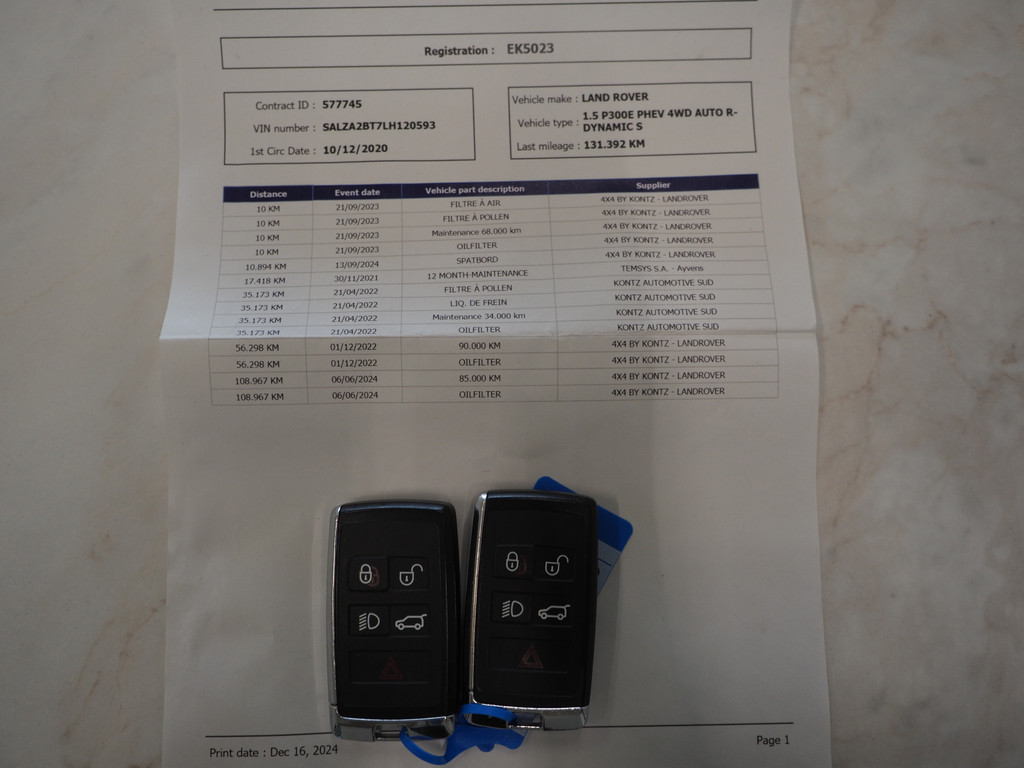 Registration : EK5023
Contract ID : 577745
VIN number : SALZA2BT7LH120593
1st Circ Date : 10/12/2020
Vehicle make : LAND ROVER
Vehicle type : 1.5 P300E PHEV 4WD AUTO R-
DYNAMIC S
Last mileage : 131.392 KM
Distance Event date Vehicle part description Supplier
10 KM 21/09/2023 FILTRE À AIR 4X4 BY KONTZ - LANDROVER
10 KM 21/09/2023 FILTRE À POLLEN 4X4 BY KONTZ - LANDROVER
10 KM 21/09/2023 Maintenance 68.000 km 4X4 BY KONTZ - LANDROVER
10 KM 21/09/2023 OILFILTER 4X4 BY KONTZ - LANDROVER
10.894 KM 13/09/2024 SPATBORD 4X4 BY KONTZ - LANDROVER
17.418 KM 30/11/2021 12 MONTH-MAINTENANCE TEMSYS S.A. - Ayvens
35.173 KM 21/04/2022 FILTRE À POLLEN KONTZ AUTOMOTIVE SUD
35.173 KM 21/04/2022 LIQ. DE FREIN KONTZ AUTOMOTIVE SUD
35.173 KM 21/04/2022 Maintenance 34.000 km KONTZ AUTOMOTIVE SUD
35.173 KM 21/04/2022 OILFILTER KONTZ AUTOMOTIVE SUD
56.298 KM 01/12/2022 90.000 KM 4X4 BY KONTZ - LANDROVER
56.298 KM 01/12/2022 OILFILTER 4X4 BY KONTZ - LANDROVER
108.967 KM 06/06/2024 85.000 KM 4X4 BY KONTZ - LANDROVER
108.967 KM 06/06/2024 OILFILTER 4X4 BY KONTZ - LANDROVER
Print date : Dec 16, 2024
Page 1